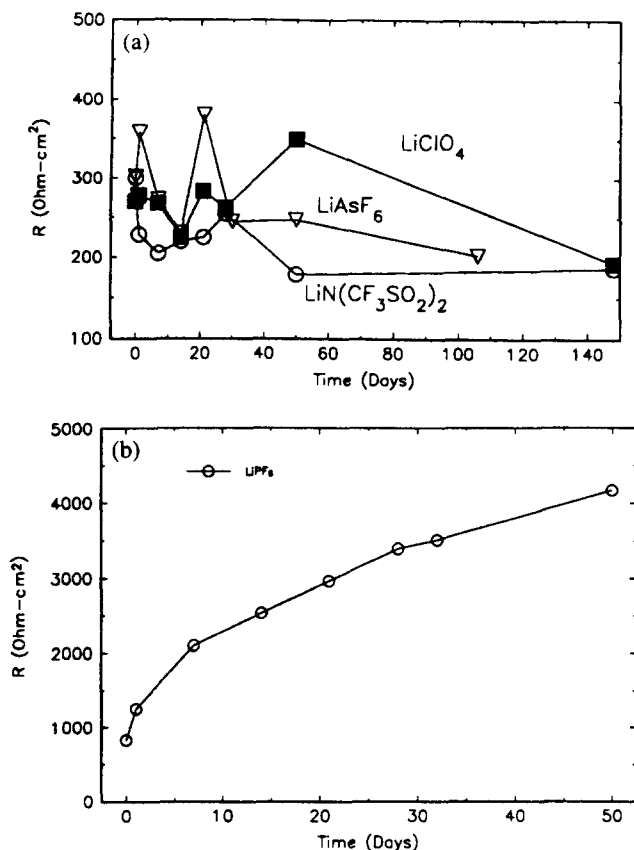 (a)
500
400
300
200
100
R (Ohm-cm²)
LiClO₄
LiAsF₆
LiN(CF₃SO₂)₂
0 20 40 60 80 100 120 140
Time (Days)
(b)
5000
4000
3000
2000
1000
0
R (Ohm-cm²)
LiPF₆
0 10 20 30 40 50
Time (Days)